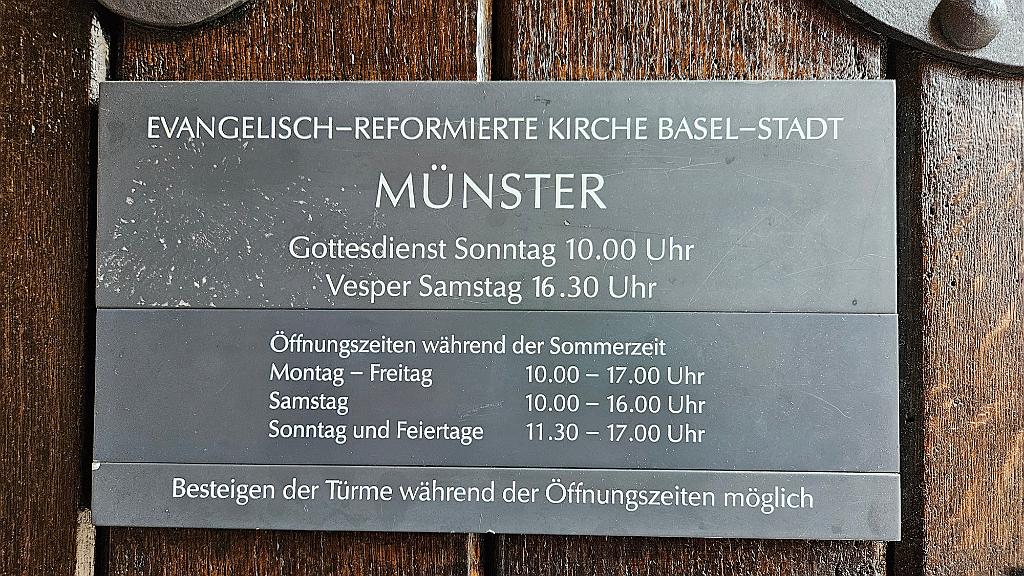 EVANGELISCH–REFORMIERTE KIRCHE BASEL–STADT
MÜNSTER
Gottesdienst Sonntag 10.00 Uhr
Vesper Samstag 16.30 Uhr
Öffnungszeiten während der Sommerzeit
Montag – Freitag 10.00 – 17.00 Uhr
Samstag 10.00 – 16.00 Uhr
Sonntag und Feiertage 11.30 – 17.00 Uhr
Besteigen der Türme während der Öffnungszeiten möglich